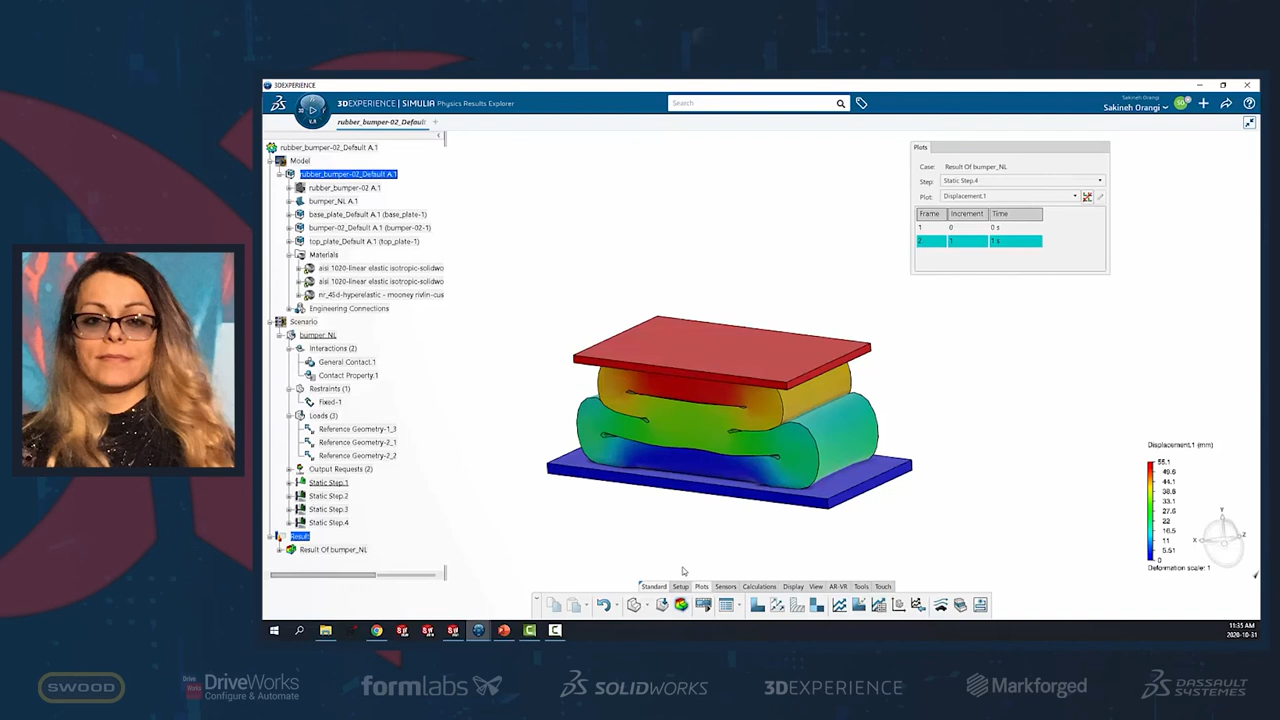 3DEXPERIENCE
3DEXPERIENCE | SIMULIA Physics Results Explorer
Search
Sakineh Orangi
Sakineh Orangi
rubber_bumper-02_Default
rubber_bumper-02_Default A.1
Model
rubber_bumper-02_Default A.1
rubber_bumper-02 A.1
bumper_NL A.1
base_plate_Default A.1 (base_plate-1)
bumper-02_Default A.1 (bumper-02-1)
top_plate_Default A.1 (top_plate-1)
Materials
aisi 1020-linear elastic isotropic-solidwo
aisi 1020-linear elastic isotropic-solidwo
nr_45d-hyperelastic - mooney rivlin-cus
Engineering Connections
Scenario
bumper_NL
Interactions (2)
General Contact.1
Contact Property.1
Restraints (1)
Fixed-1
Loads (3)
Reference Geometry-1_3
Reference Geometry-2_1
Reference Geometry-2_2
Output Requests (2)
Static Step.1
Static Step.2
Static Step.3
Static Step.4
Result
Result Of bumper_NL
Plots
Case: Result Of bumper_NL
Step: Static Step.4
Plot: Displacement.1
Frame Increment Time
1 0 0 s
2 1 1 s
Displacement.1 (mm)
55.1
49.6
44.1
38.6
33.1
27.6
22
16.5
11
5.51
0
Deformation scale: 1
Y
X
Z
Standard Setup Plots Sensors Calculations Display View AR-VR Tools Touch
11:35 AM
2020-10-31
SWOOD
DriveWorks
Configure & Automate
formlabs
SOLIDWORKS
3DEXPERIENCE
Markforged
DASSAULT SYSTEMES